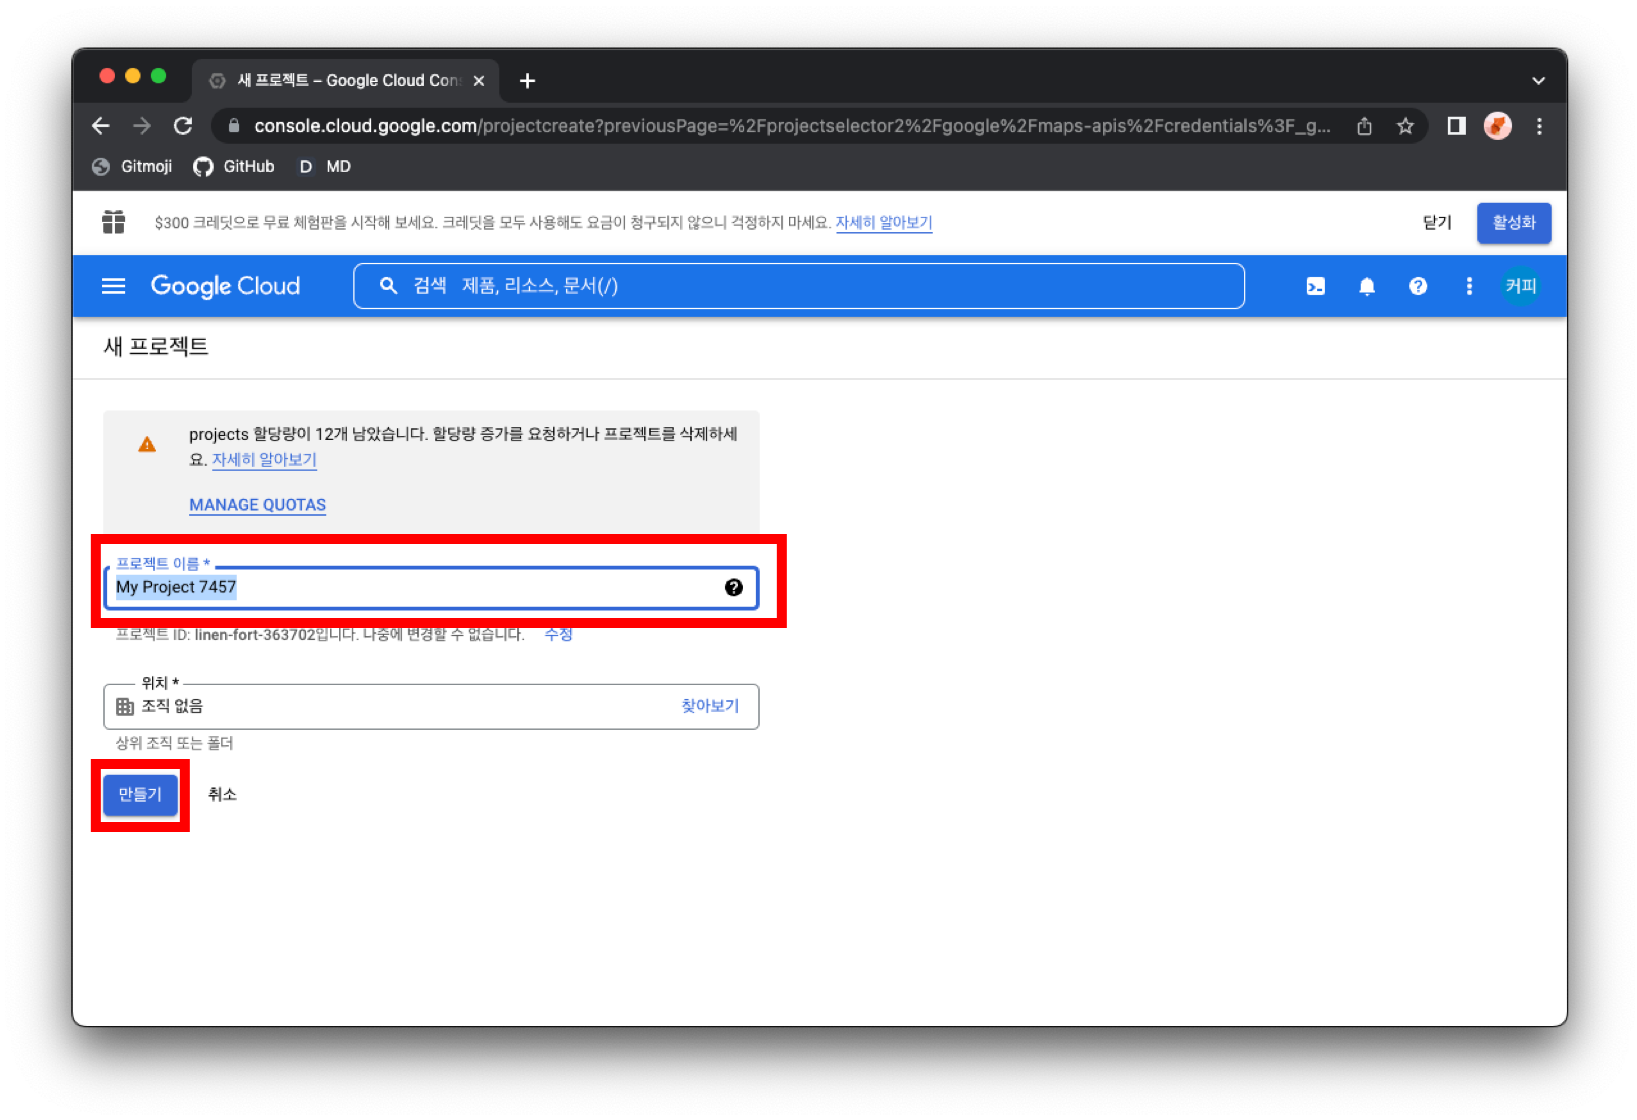 새 프로젝트 – Google Cloud Con
console.cloud.google.com/projectcreate?previousPage=%2Fprojectselector2%2Fgoogle%2Fmaps-apis%2Fcredentials%3F_g...
Gitmoji GitHub D MD
$300 크레딧으로 무료 체험판을 시작해 보세요. 크레딧을 모두 사용해도 요금이 청구되지 않으니 걱정하지 마세요. 자세히 알아보기 닫기 활성화
Google Cloud 검색 제품, 리소스, 문서(/) 커피
새 프로젝트
projects 할당량이 12개 남았습니다. 할당량 증가를 요청하거나 프로젝트를 삭제하세
요. 자세히 알아보기
MANAGE QUOTAS
프로젝트 이름 *
My Project 7457
프로젝트 ID: linen-fort-363702입니다. 나중에 변경할 수 없습니다. 수정
위치 *
조직 없음 찾아보기
상위 조직 또는 폴더
만들기 취소